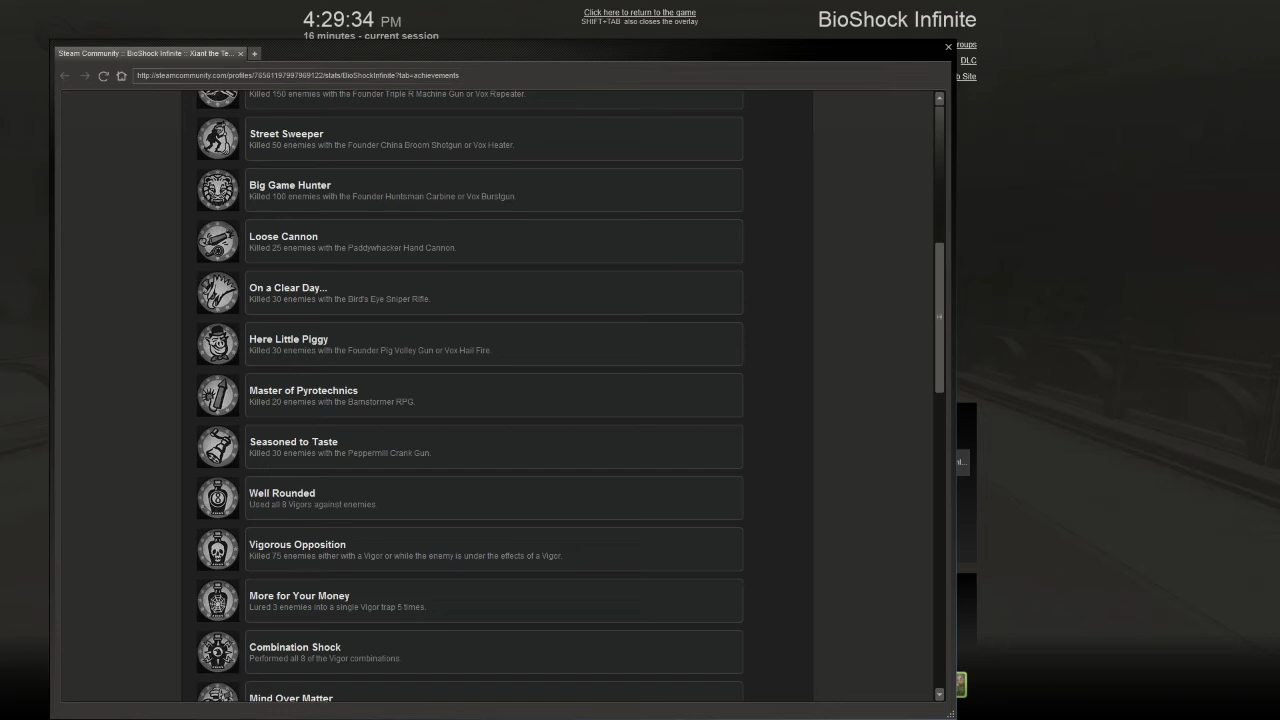 4:29:34 PM
16 minutes - current session
Click here to return to the game
SHIFT+TAB also closes the overlay
BioShock Infinite
DLC
Steam Community :: BioShock Infinite :: Xiant the Te...
http://steamcommunity.com/profiles/76561197997969122/stats/BioShockInfinite?tab=achievements
Killed 150 enemies with the Founder Triple R Machine Gun or Vox Repeater.
Street Sweeper
Killed 50 enemies with the Founder China Broom Shotgun or Vox Heater.
Big Game Hunter
Killed 100 enemies with the Founder Huntsman Carbine or Vox Burstgun.
Loose Cannon
Killed 25 enemies with the Paddywhacker Hand Cannon.
On a Clear Day...
Killed 30 enemies with the Bird's Eye Sniper Rifle.
Here Little Piggy
Killed 30 enemies with the Founder Pig Volley Gun or Vox Hail Fire.
Master of Pyrotechnics
Killed 20 enemies with the Barnstormer RPG.
Seasoned to Taste
Killed 30 enemies with the Peppermill Crank Gun.
Well Rounded
Used all 8 Vigors against enemies.
Vigorous Opposition
Killed 75 enemies either with a Vigor or while the enemy is under the effects of a Vigor.
More for Your Money
Lured 3 enemies into a single Vigor trap 5 times.
Combination Shock
Performed all 8 of the Vigor combinations.
Mind Over Matter